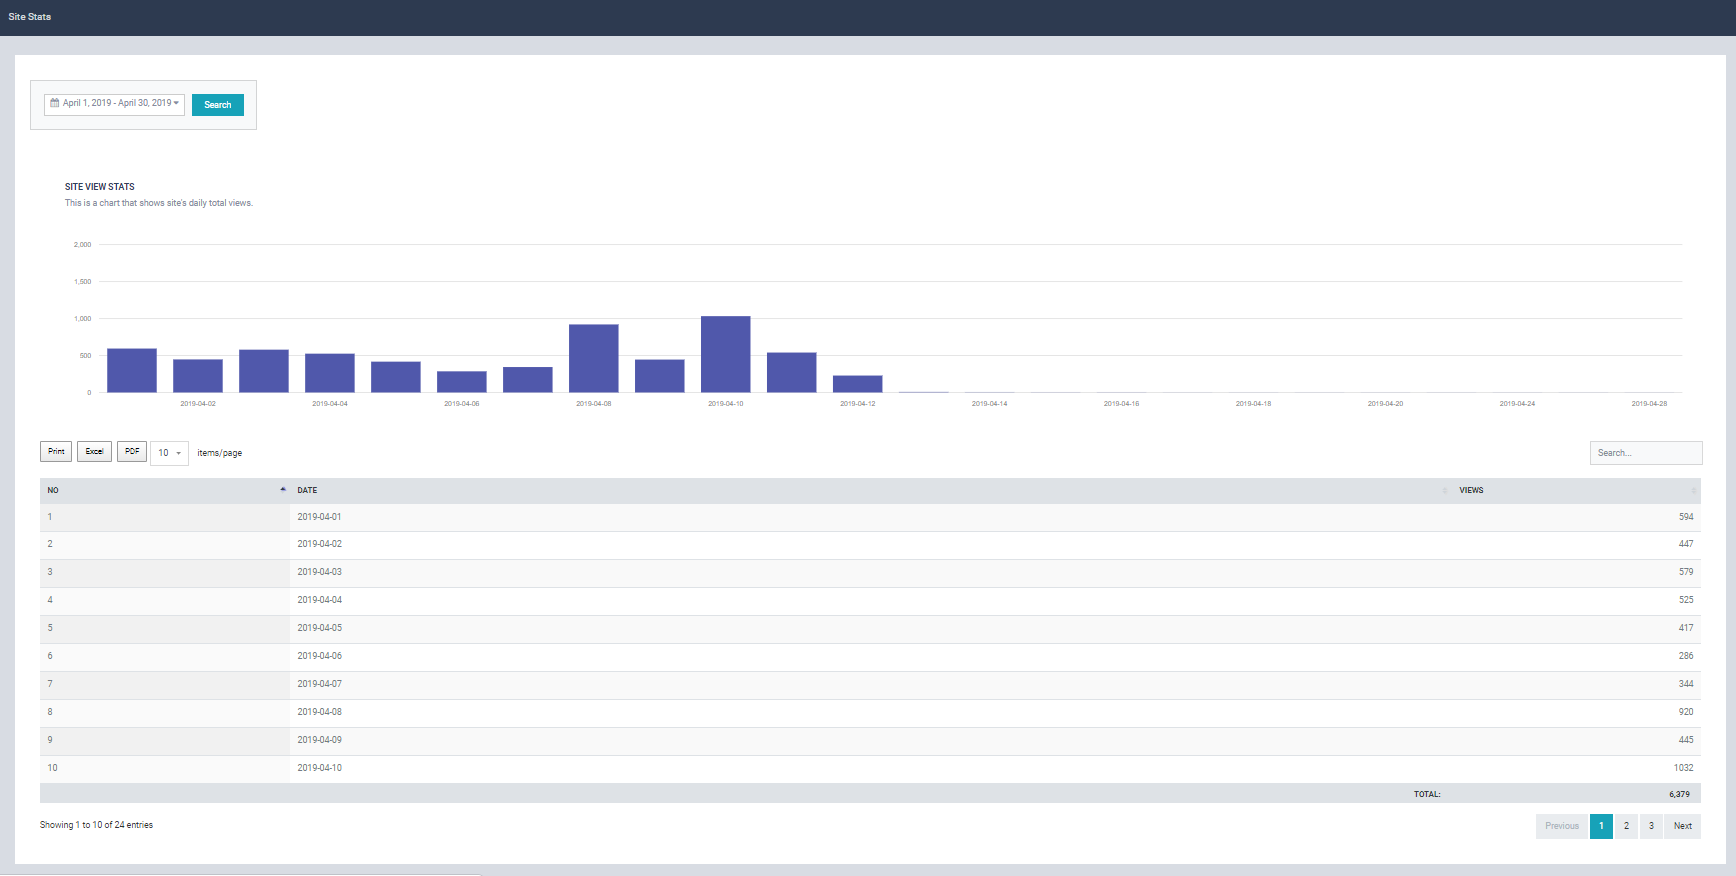 Site Stats
April 1, 2019 - April 30, 2019
Search
SITE VIEW STATS
This is a chart that shows site's daily total views.
2,000
1,500
1,000
500
0
2019-04-02 2019-04-04 2019-04-06 2019-04-08 2019-04-10 2019-04-12 2019-04-14 2019-04-16 2019-04-18 2019-04-20 2019-04-24 2019-04-28
Print Excel PDF 10 items/page Search...
NO DATE VIEWS
1 2019-04-01 594
2 2019-04-02 447
3 2019-04-03 579
4 2019-04-04 525
5 2019-04-05 417
6 2019-04-06 286
7 2019-04-07 344
8 2019-04-08 920
9 2019-04-09 445
10 2019-04-10 1032
TOTAL: 6,379
Showing 1 to 10 of 24 entries Previous 1 2 3 Next